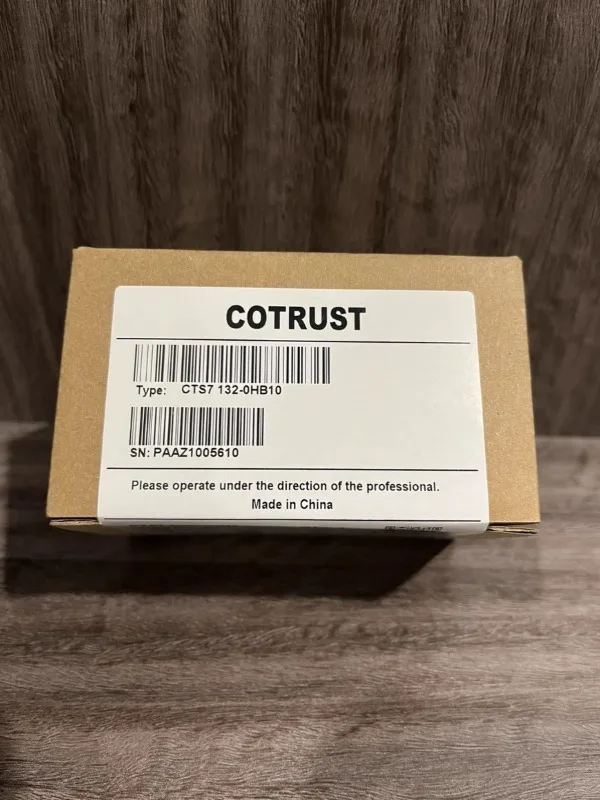 COTRUST
Type: CTS7 132-0HB10
SN: PAAZ1005610
Please operate under the direction of the professional.
Made in China